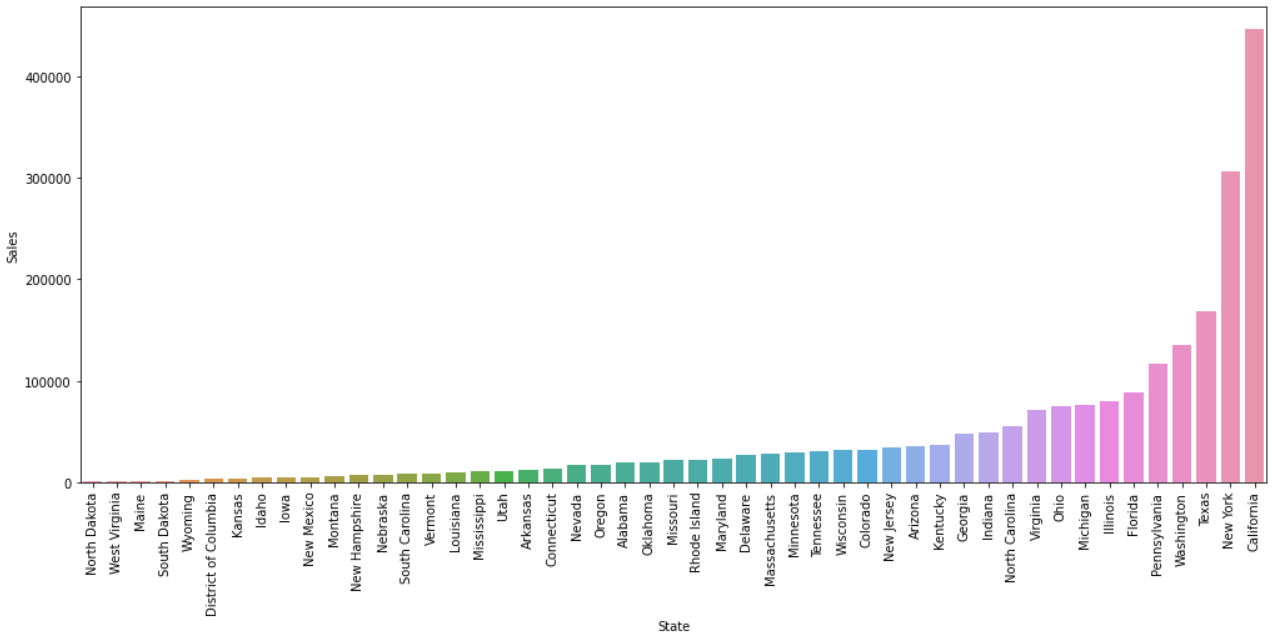 400000
300000
200000
100000
0
Sales
North Dakota
West Virginia
Maine
South Dakota
Wyoming
District of Columbia
Kansas
Idaho
Iowa
New Mexico
Montana
New Hampshire
Nebraska
South Carolina
Vermont
Louisiana
Mississippi
Utah
Arkansas
Connecticut
Nevada
Oregon
Alabama
Oklahoma
Missouri
Rhode Island
Maryland
Delaware
Massachusetts
Minnesota
Tennessee
Wisconsin
Colorado
New Jersey
Arizona
Kentucky
Georgia
Indiana
North Carolina
Virginia
Ohio
Michigan
Illinois
Florida
Pennsylvania
Washington
Texas
New York
California
State